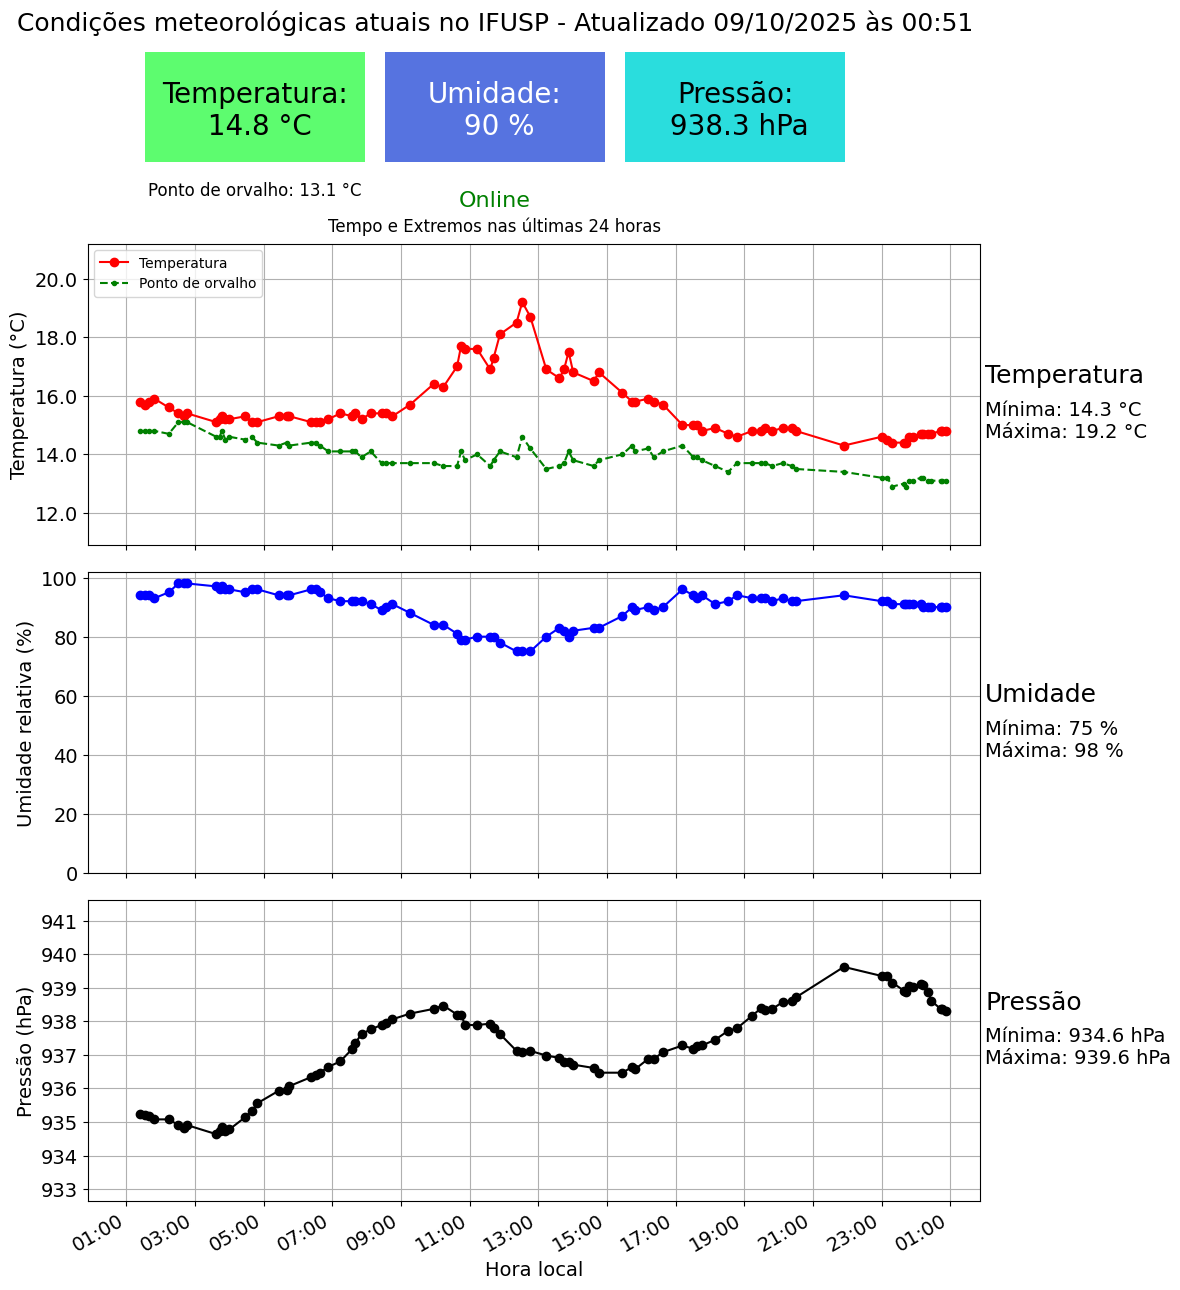 Condições meteorológicas atuais no IFUSP - Atualizado 09/10/2025 às 00:51
Temperatura:
14.8 °C
Umidade:
90 %
Pressão:
938.3 hPa
Ponto de orvalho: 13.1 °C
Online
Tempo e Extremos nas últimas 24 horas
Temperatura
Ponto de orvalho
Temperatura (°C)
20.0
18.0
16.0
14.0
12.0
Temperatura
Mínima: 14.3 °C
Máxima: 19.2 °C
Umidade relativa (%)
100
80
60
40
20
0
Umidade
Mínima: 75 %
Máxima: 98 %
Pressão (hPa)
941
940
939
938
937
936
935
934
933
Pressão
Mínima: 934.6 hPa
Máxima: 939.6 hPa
01:00 03:00 05:00 07:00 09:00 11:00 13:00 15:00 17:00 19:00 21:00 23:00 01:00
Hora local